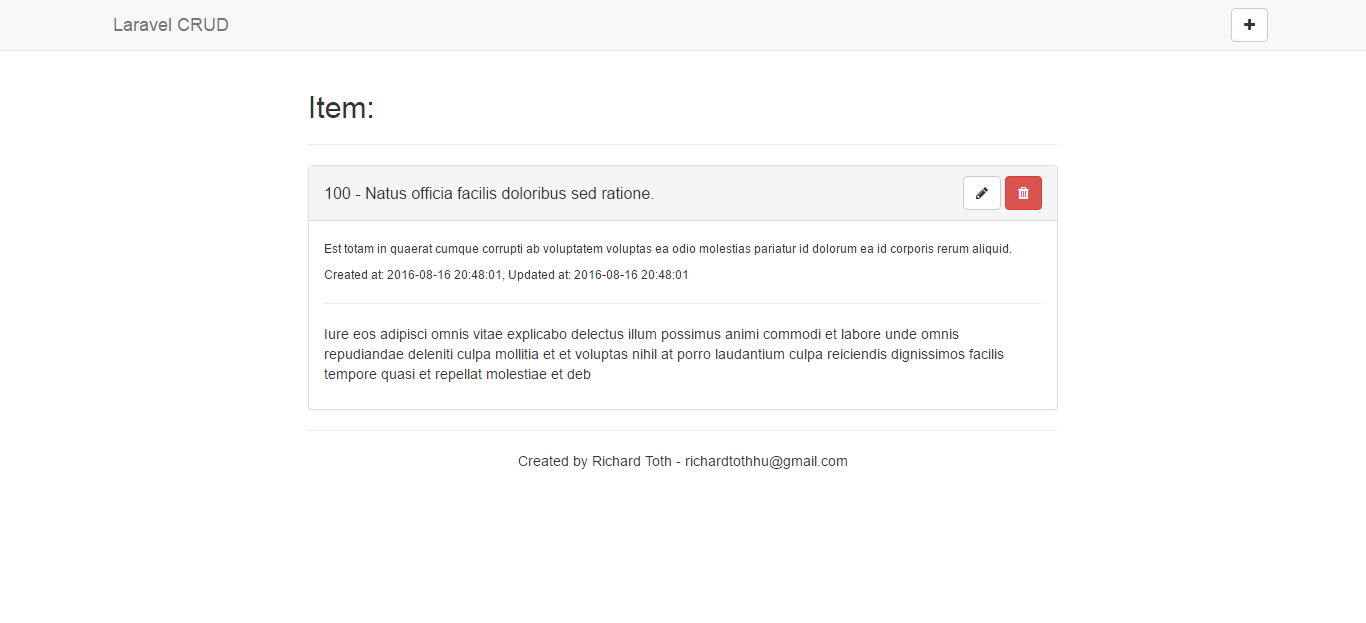 Laravel CRUD
Item:
100 - Natus officia facilis doloribus sed ratione.
Est totam in quaerat cumque corrupti ab voluptatem voluptas ea odio molestias pariatur id dolorum ea id corporis rerum aliquid.
Created at: 2016-08-16 20:48:01, Updated at: 2016-08-16 20:48:01
Iure eos adipisci omnis vitae explicabo delectus illum possimus animi commodi et labore unde omnis
repudiandae deleniti culpa mollitia et et voluptas nihil at porro laudantium culpa reiciendis dignissimos facilis
tempore quasi et repellat molestiae et deb
Created by Richard Toth - richardtothhu@gmail.com